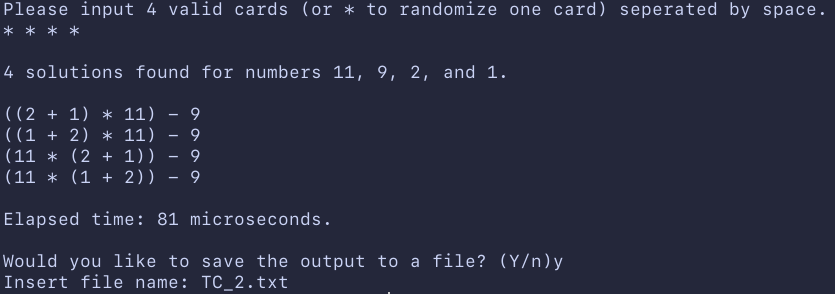 Please input 4 valid cards (or * to randomize one card) seperated by space.
* * * *
4 solutions found for numbers 11, 9, 2, and 1.
((2 + 1) * 11) - 9
((1 + 2) * 11) - 9
(11 * (2 + 1)) - 9
(11 * (1 + 2)) - 9
Elapsed time: 81 microseconds.
Would you like to save the output to a file? (Y/n)y
Insert file name: TC_2.txt